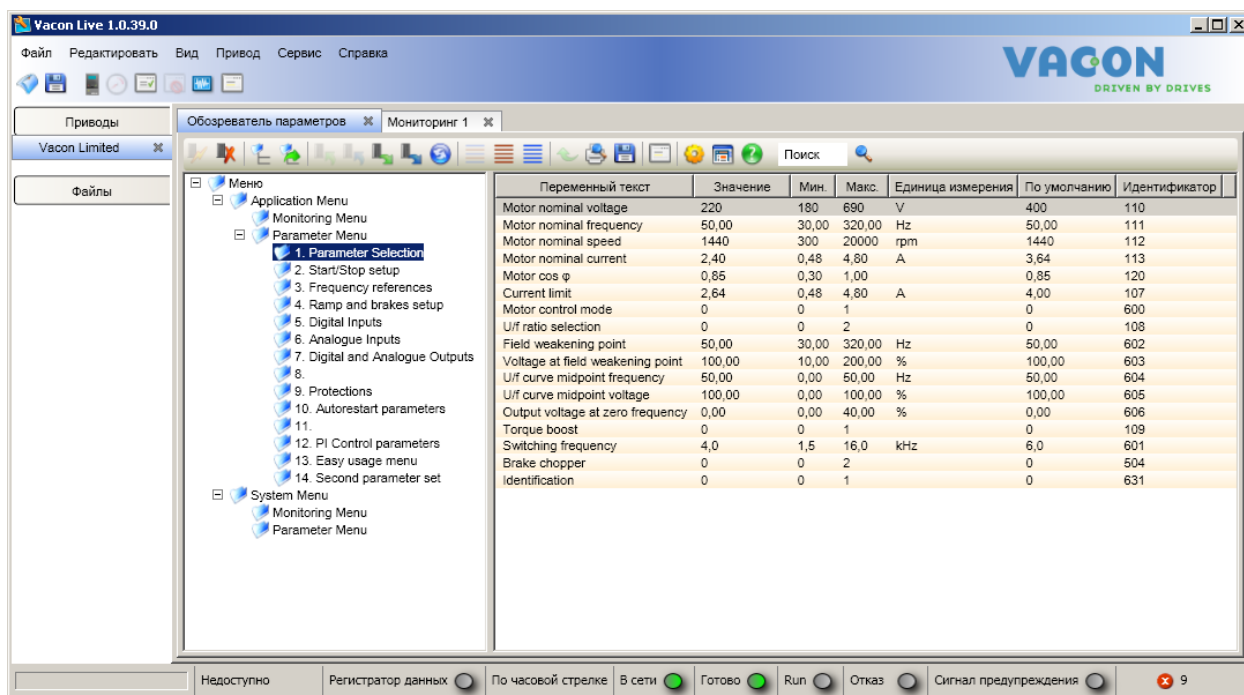 Vacon Live 1.0.39.0
Файл Редактировать Вид Привод Сервис Справка
VACON
DRIVEN BY DRIVES
Приводы
Vacon Limited
Файлы
Обозреватель параметров Мониторинг 1
Поиск
Меню
Application Menu
Monitoring Menu
Parameter Menu
1. Parameter Selection
2. Start/Stop setup
3. Frequency references
4. Ramp and brakes setup
5. Digital Inputs
6. Analogue Inputs
7. Digital and Analogue Outputs
8.
9. Protections
10. Autorestart parameters
11.
12. PI Control parameters
13. Easy usage menu
14. Second parameter set
System Menu
Monitoring Menu
Parameter Menu
Переменный текст Значение Мин. Макс. Единица измерения По умолчанию Идентификатор
Motor nominal voltage 220 180 690 V 400 110
Motor nominal frequency 50,00 30,00 320,00 Hz 50,00 111
Motor nominal speed 1440 300 20000 rpm 1440 112
Motor nominal current 2,40 0,48 4,80 A 3,64 113
Motor cos φ 0,85 0,30 1,00 0,85 120
Current limit 2,64 0,48 4,80 A 4,00 107
Motor control mode 0 0 1 0 600
U/f ratio selection 0 0 2 0 108
Field weakening point 50,00 30,00 320,00 Hz 50,00 602
Voltage at field weakening point 100,00 10,00 200,00 % 100,00 603
U/f curve midpoint frequency 50,00 0,00 50,00 Hz 50,00 604
U/f curve midpoint voltage 100,00 0,00 100,00 % 100,00 605
Output voltage at zero frequency 0,00 0,00 40,00 % 0,00 606
Torque boost 0 0 1 0 109
Switching frequency 4,0 1,5 16,0 kHz 6,0 601
Brake chopper 0 0 2 0 504
Identification 0 0 1 0 631
Недоступно Регистратор данных По часовой стрелке В сети Готово Run Отказ Сигнал предупреждения 9